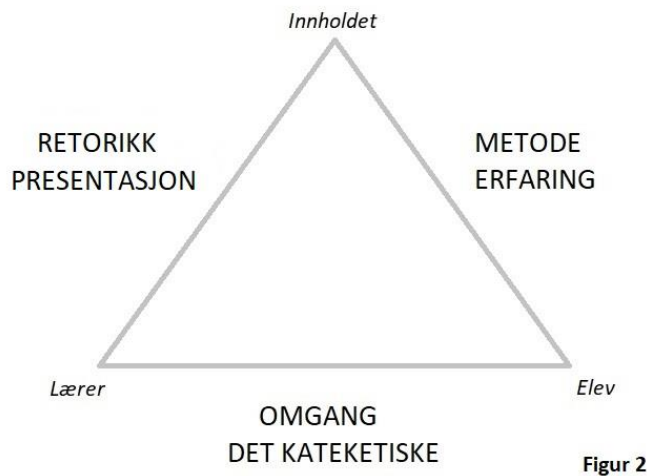 Innholdet
RETORIKK
PRESENTASJON
METODE
ERFARING
Lærer
Elev
OMGANG
DET KATEKETISKE
Figur 2